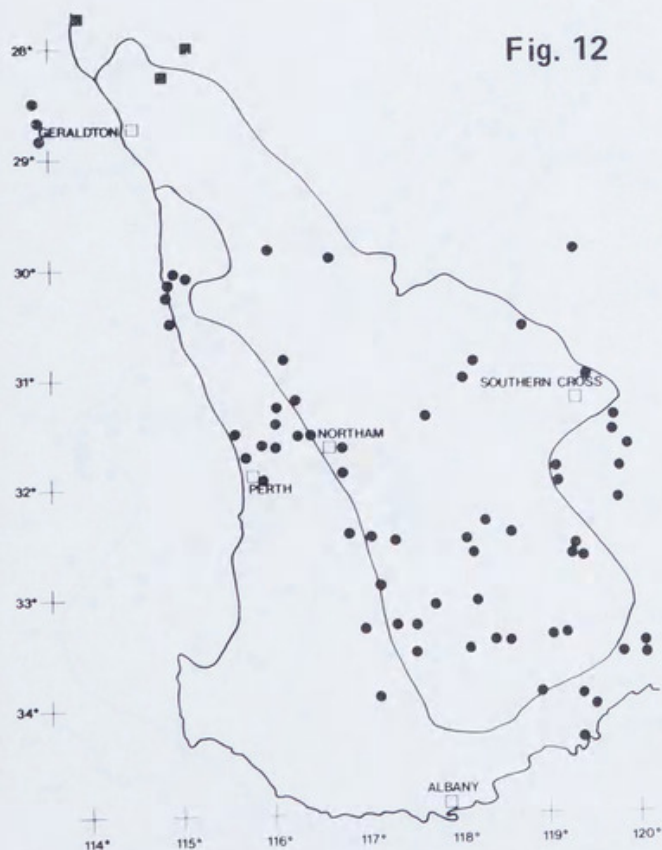 Fig. 12
28°
GERALDTON
29°
30°
31°
SOUTHERN CROSS
NORTHAM
32°
PERTH
33°
34°
ALBANY
114° 115° 116° 117° 118° 119° 120°